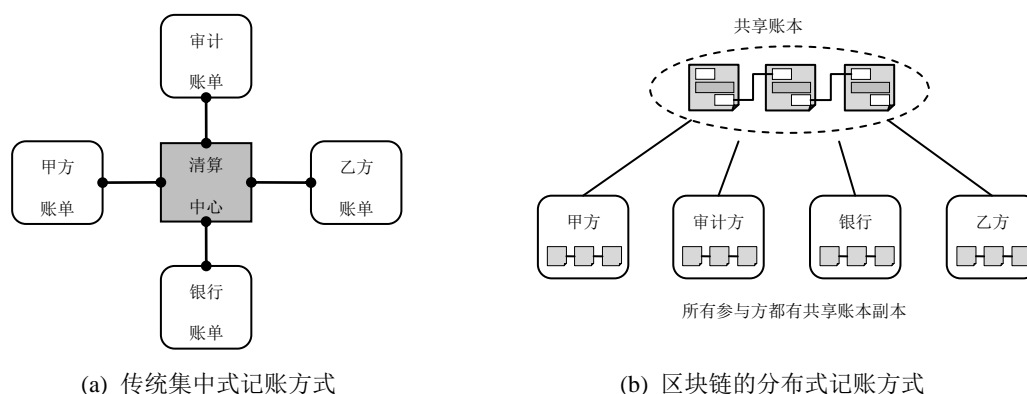 审计
账单
甲方
账单
清算
中心
乙方
账单
银行
账单
(a) 传统集中式记账方式
共享账本
甲方
审计方
银行
乙方
所有参与方都有共享账本副本
(b) 区块链的分布式记账方式